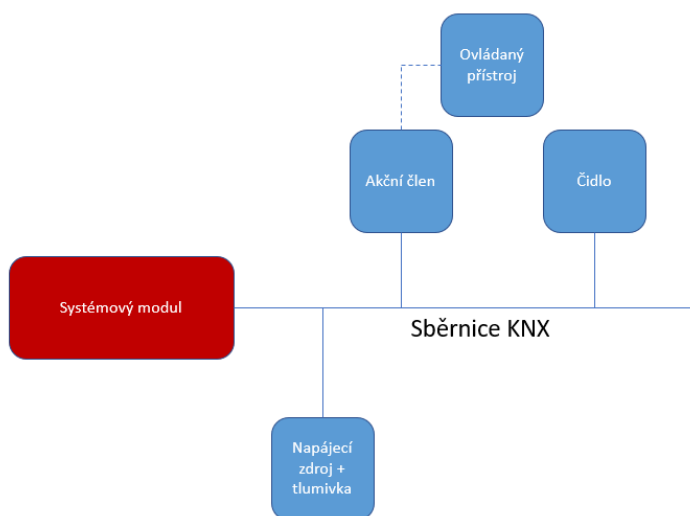 Ovládaný
přístroj
Akční člen
Čidlo
Systémový modul
Sběrnice KNX
Napájecí
zdroj +
tlumivka